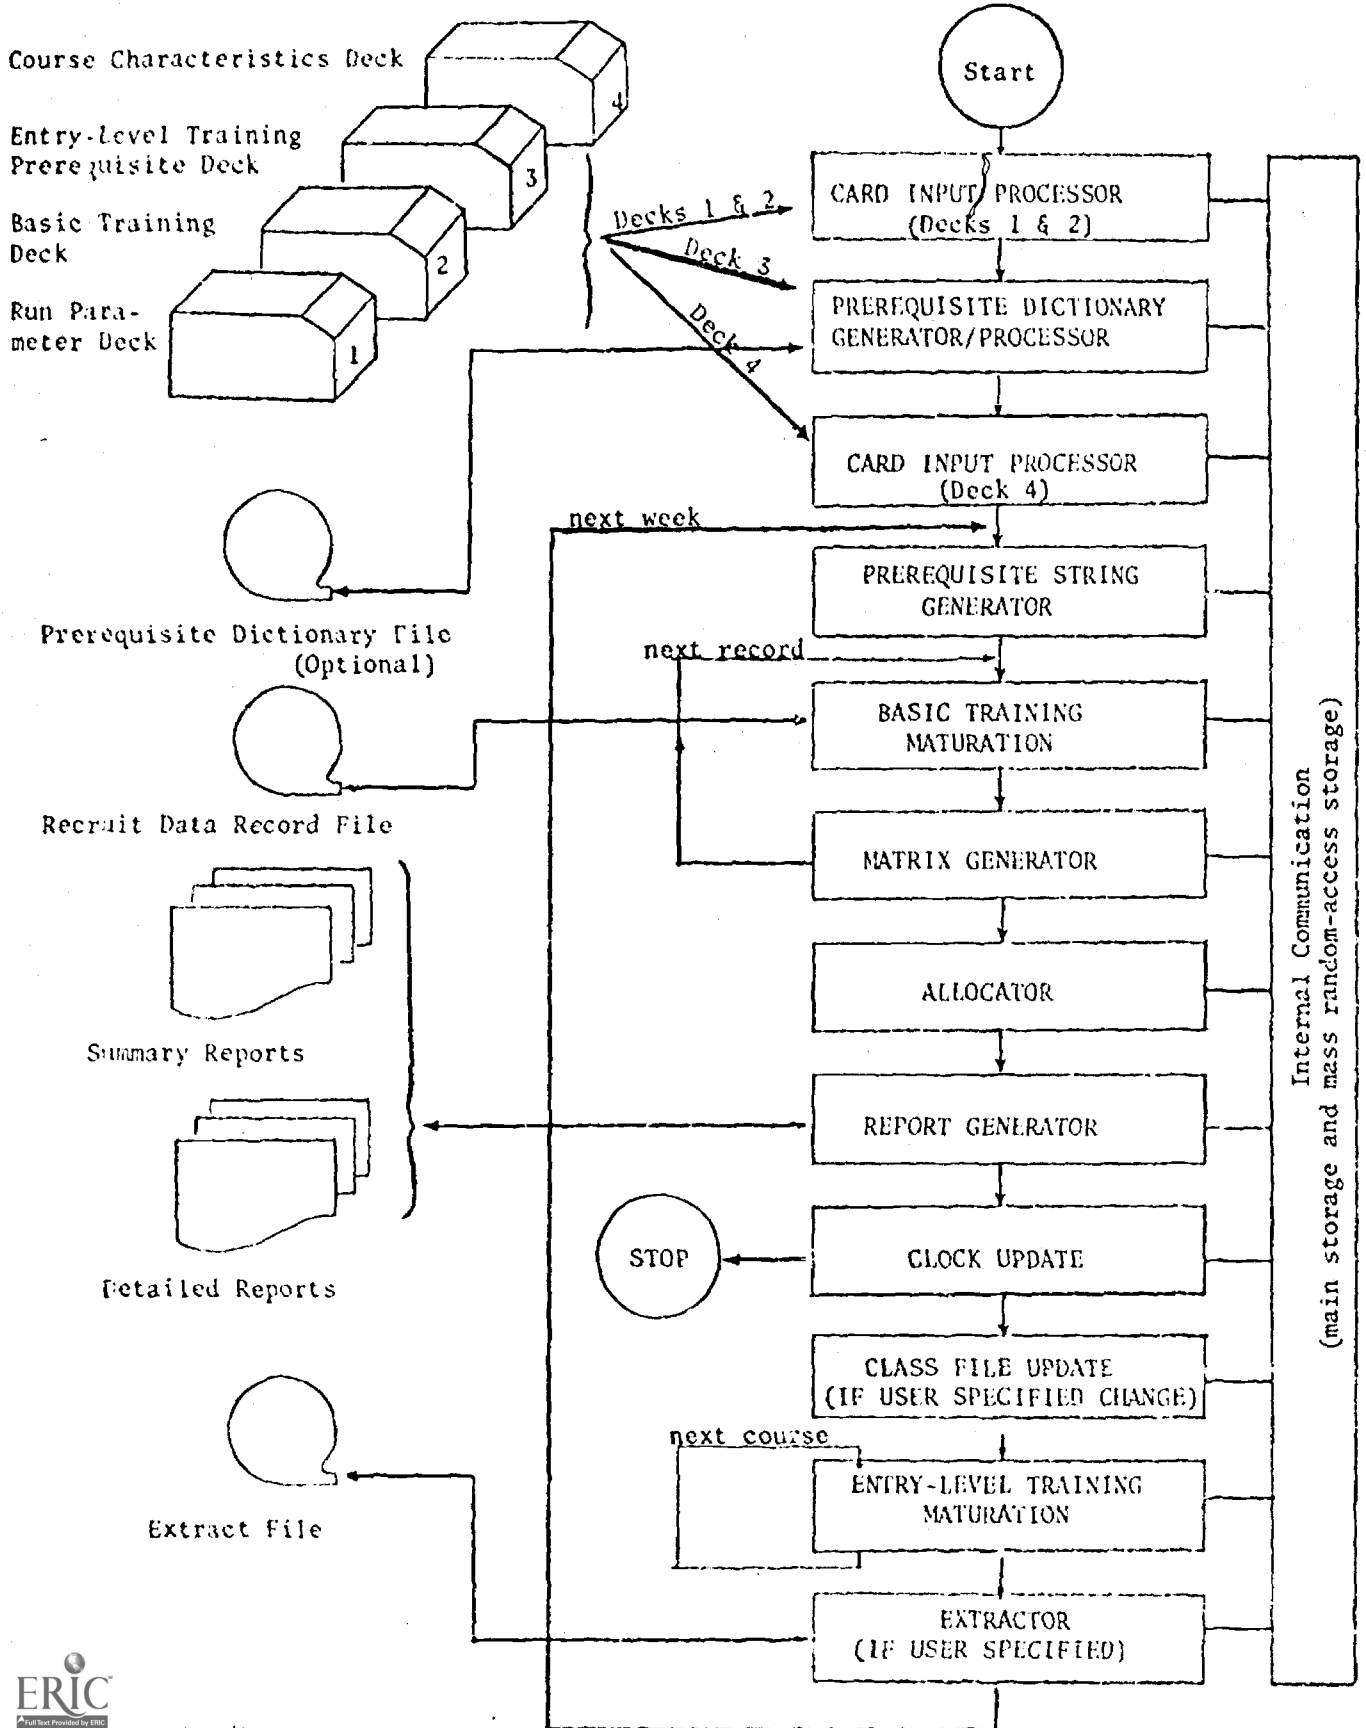 Course Characteristics Deck
4
Entry-Level Training
Prerequisite Deck
3
Basic Training
Deck
2
Run Para-
meter Deck
1
Decks 1 & 2
Deck 3
Deck 4
Start
CARD INPUT PROCESSOR
(Decks 1 & 2)
PREREQUISITE DICTIONARY
GENERATOR/PROCESSOR
CARD INPUT PROCESSOR
(Deck 4)
next week
PREREQUISITE STRING
GENERATOR
Prerequisite Dictionary File
(Optional)
next record
BASIC TRAINING
MATURATION
Recruit Data Record File
MATRIX GENERATOR
ALLOCATOR
Summary Reports
REPORT GENERATOR
STOP
CLOCK UPDATE
Detailed Reports
CLASS FILE UPDATE
(IF USER SPECIFIED CHANGE)
next course
ENTRY-LEVEL TRAINING
MATURATION
Extract File
EXTRACTOR
(IF USER SPECIFIED)
Internal Communication
(main storage and mass random-access storage)
ERIC
Full Text Provided by ERIC